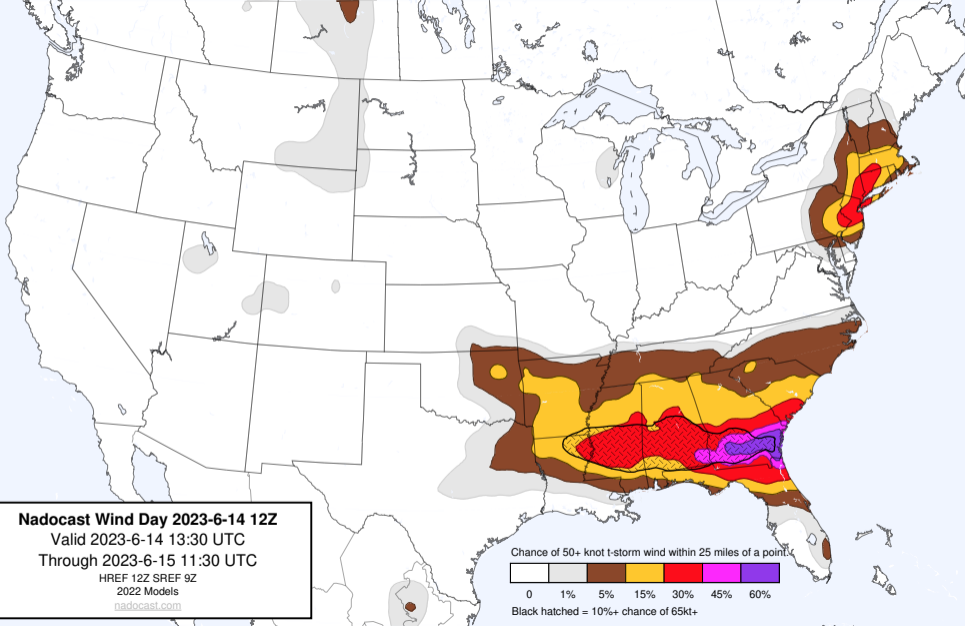 Nadocast Wind Day 2023-6-14 12Z
Valid 2023-6-14 13:30 UTC
Through 2023-6-15 11:30 UTC
HREF 12Z SREF 9Z
2022 Models
nadocast.com
Chance of 50+ knot t-storm wind within 25 miles of a point.
0 1% 5% 15% 30% 45% 60%
Black hatched = 10%+ chance of 65kt+